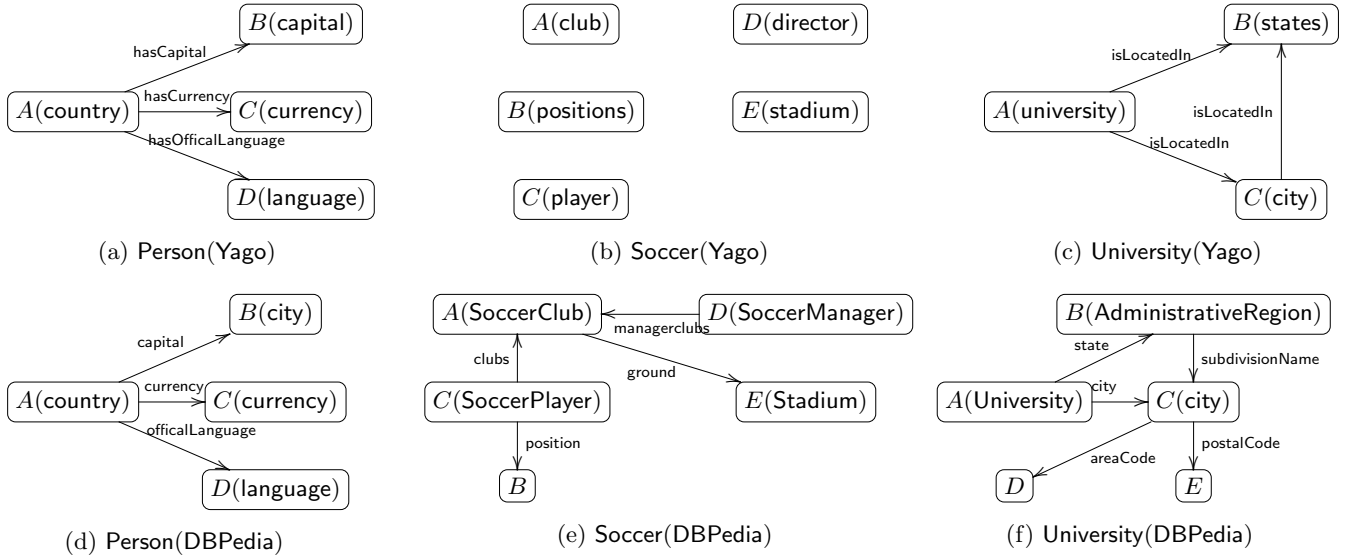 B(capital)
hasCapital
A(country)
hasCurrency
C(currency)
hasOfficalLanguage
D(language)
(a) Person(Yago)
A(club)
D(director)
B(positions)
E(stadium)
C(player)
(b) Soccer(Yago)
B(states)
isLocatedIn
A(university)
isLocatedIn
isLocatedIn
C(city)
(c) University(Yago)
B(city)
capital
A(country)
currency
C(currency)
officalLanguage
D(language)
(d) Person(DBPedia)
A(SoccerClub)
D(SoccerManager)
managerclubs
clubs
ground
C(SoccerPlayer)
E(Stadium)
position
B
(e) Soccer(DBPedia)
B(AdministrativeRegion)
state
subdivisionName
A(University)
city
C(city)
areaCode
postalCode
D
E
(f) University(DBPedia)